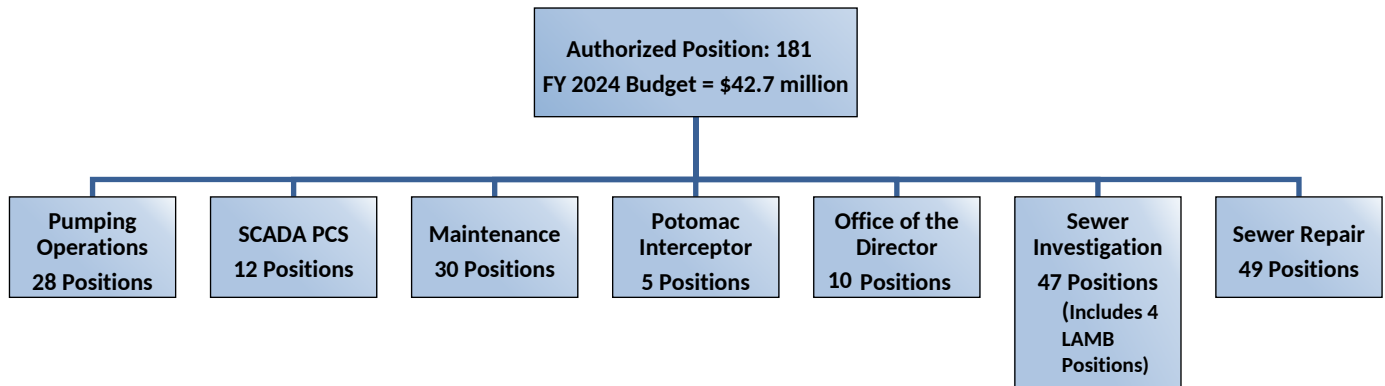 Authorized Position: 181
FY 2024 Budget = $42.7 million
Pumping
Operations
28 Positions
SCADA PCS
12 Positions
Maintenance
30 Positions
Potomac
Interceptor
5 Positions
Office of the
Director
10 Positions
Sewer
Investigation
47 Positions
(Includes 4
LAMB
Positions)
Sewer Repair
49 Positions